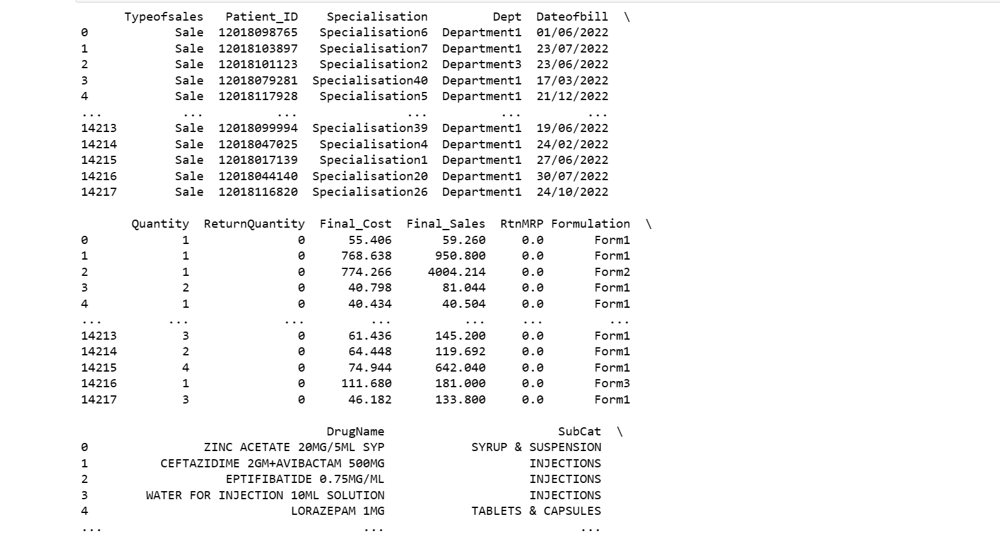 Typeofsales Patient_ID Specialisation Dept Dateofbill \
0 Sale 12018098765 Specialisation6 Department1 01/06/2022
1 Sale 12018103897 Specialisation7 Department1 23/07/2022
2 Sale 12018101123 Specialisation2 Department3 23/06/2022
3 Sale 12018079281 Specialisation40 Department1 17/03/2022
4 Sale 12018117928 Specialisation5 Department1 21/12/2022
... ... ... ... ... ...
14213 Sale 12018099994 Specialisation39 Department1 19/06/2022
14214 Sale 12018047025 Specialisation4 Department1 24/02/2022
14215 Sale 12018017139 Specialisation1 Department1 27/06/2022
14216 Sale 12018044140 Specialisation20 Department1 30/07/2022
14217 Sale 12018116820 Specialisation26 Department1 24/10/2022
Quantity ReturnQuantity Final_Cost Final_Sales RtnMRP Formulation \
0 1 0 55.406 59.260 0.0 Form1
1 1 0 768.638 950.800 0.0 Form1
2 1 0 774.266 4004.214 0.0 Form2
3 2 0 40.798 81.044 0.0 Form1
4 1 0 40.434 40.504 0.0 Form1
... ... ... ... ... ... ...
14213 3 0 61.436 145.200 0.0 Form1
14214 2 0 64.448 119.692 0.0 Form1
14215 4 0 74.944 642.040 0.0 Form1
14216 1 0 111.680 181.000 0.0 Form3
14217 3 0 46.182 133.800 0.0 Form1
DrugName SubCat \
0 ZINC ACETATE 20MG/5ML SYP SYRUP & SUSPENSION
1 CEFTAZIDIME 2GM+AVIBACTAM 500MG INJECTIONS
2 EPTIFIBATIDE 0.75MG/ML INJECTIONS
3 WATER FOR INJECTION 10ML SOLUTION INJECTIONS
4 LORAZEPAM 1MG TABLETS & CAPSULES
... ... ...